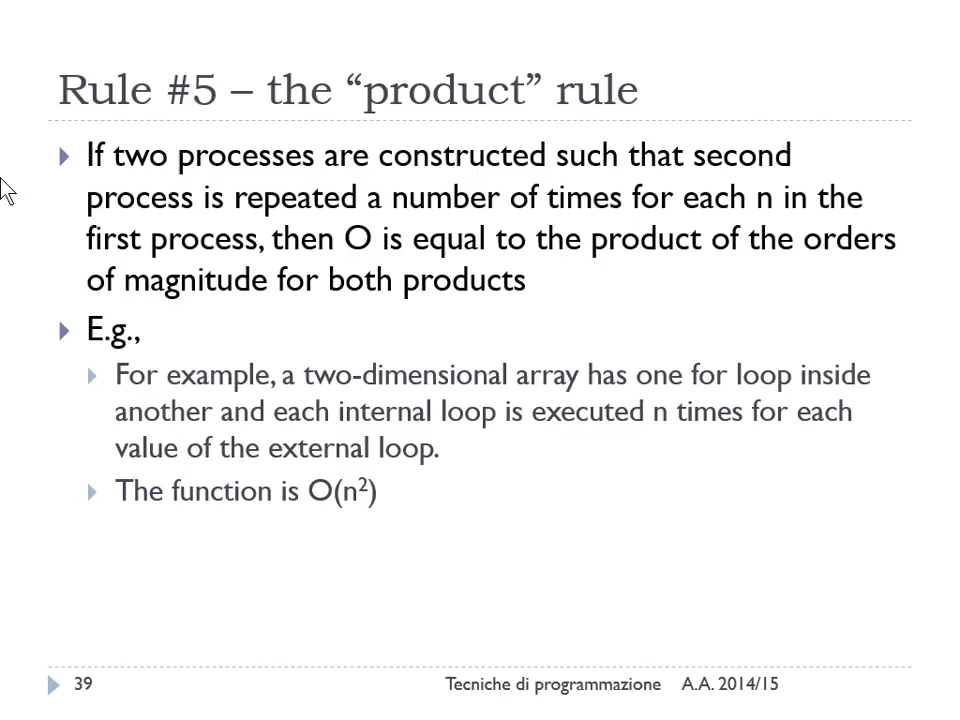 Rule #5 – the “product” rule
If two processes are constructed such that second
process is repeated a number of times for each n in the
first process, then O is equal to the product of the orders
of magnitude for both products
E.g.,
For example, a two-dimensional array has one for loop inside
another and each internal loop is executed n times for each
value of the external loop.
The function is O(n²)
39 Tecniche di programmazione A.A. 2014/15